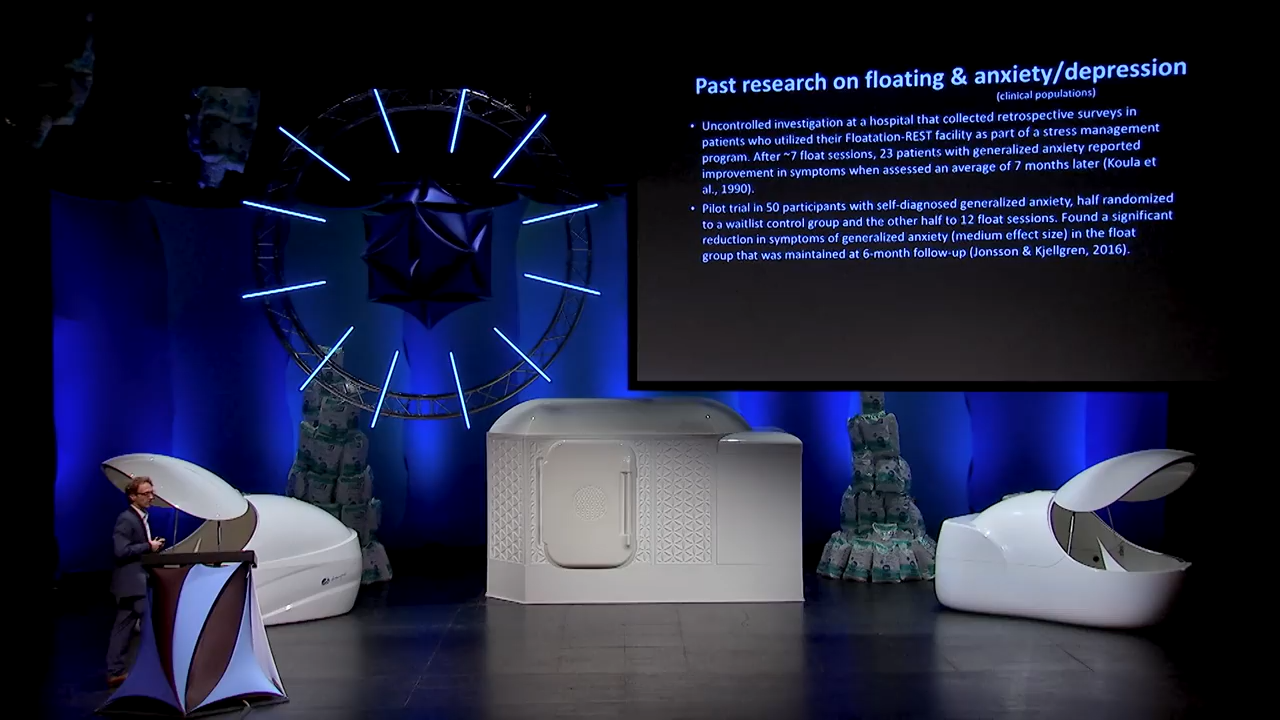 Past research on floating & anxiety/depression
(clinical populations)
• Uncontrolled investigation at a hospital that collected retrospective surveys in
patients who utilized their Floatation-REST facility as part of a stress management
program. After ~7 float sessions, 23 patients with generalized anxiety reported
improvement in symptoms when assessed an average of 7 months later (Koula et
al., 1990).
• Pilot trial in 50 participants with self-diagnosed generalized anxiety, half randomized
to a waitlist control group and the other half to 12 float sessions. Found a significant
reduction in symptoms of generalized anxiety (medium effect size) in the float
group that was maintained at 6-month follow-up (Jonsson & Kjellgren, 2016).